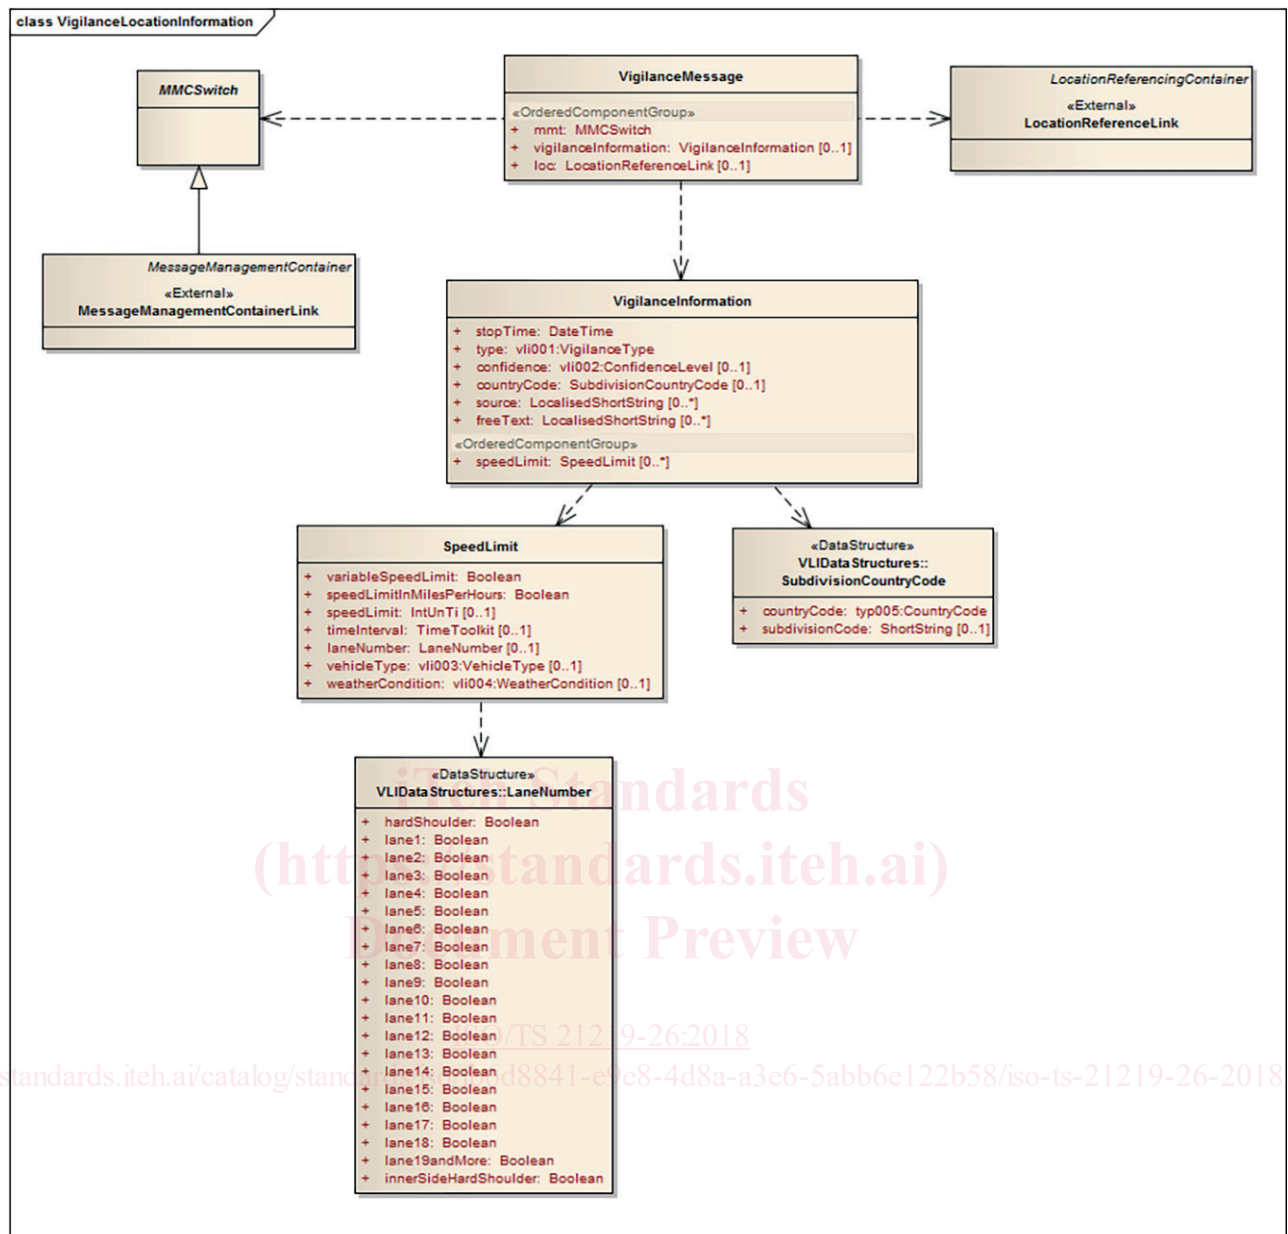 class VigilanceLocationInformation
MMCSwitch
VigilanceMessage
«OrderedComponentGroup»
+ mmt: MMCSwitch
+ vigilanceInformation: VigilanceInformation [0..1]
+ loc: LocationReferenceLink [0..1]
LocationReferencingContainer
«External»
LocationReferenceLink
MessageManagementContainer
«External»
MessageManagementContainerLink
VigilanceInformation
+ stopTime: DateTime
+ type: vli001:VigilanceType
+ confidence: vli002:ConfidenceLevel [0..1]
+ countryCode: SubdivisionCountryCode [0..1]
+ source: LocalisedShortString [0..*]
+ freeText: LocalisedShortString [0..*]
«OrderedComponentGroup»
+ speedLimit: SpeedLimit [0..*]
SpeedLimit
+ variableSpeedLimit: Boolean
+ speedLimitInMilesPerHours: Boolean
+ speedLimit: IntUnTi [0..1]
+ timeInterval: TimeToolkit [0..1]
+ laneNumber: LaneNumber [0..1]
+ vehicleType: vli003:VehicleType [0..1]
+ weatherCondition: vli004:WeatherCondition [0..1]
«DataStructure»
VLIDataStructures::
SubdivisionCountryCode
+ countryCode: typ005:CountryCode
+ subdivisionCode: ShortString [0..1]
«DataStructure»
VLIDataStructures::LaneNumber
+ hardShoulder: Boolean
+ lane1: Boolean
+ lane2: Boolean
+ lane3: Boolean
+ lane4: Boolean
+ lane5: Boolean
+ lane6: Boolean
+ lane7: Boolean
+ lane8: Boolean
+ lane9: Boolean
+ lane10: Boolean
+ lane11: Boolean
+ lane12: Boolean
+ lane13: Boolean
+ lane14: Boolean
+ lane15: Boolean
+ lane16: Boolean
+ lane17: Boolean
+ lane18: Boolean
+ lane19andMore: Boolean
+ innerSideHardShoulder: Boolean
iTeh Standards
(https://standards.iteh.ai)
Document Preview
ISO/TS 21219-26:2018